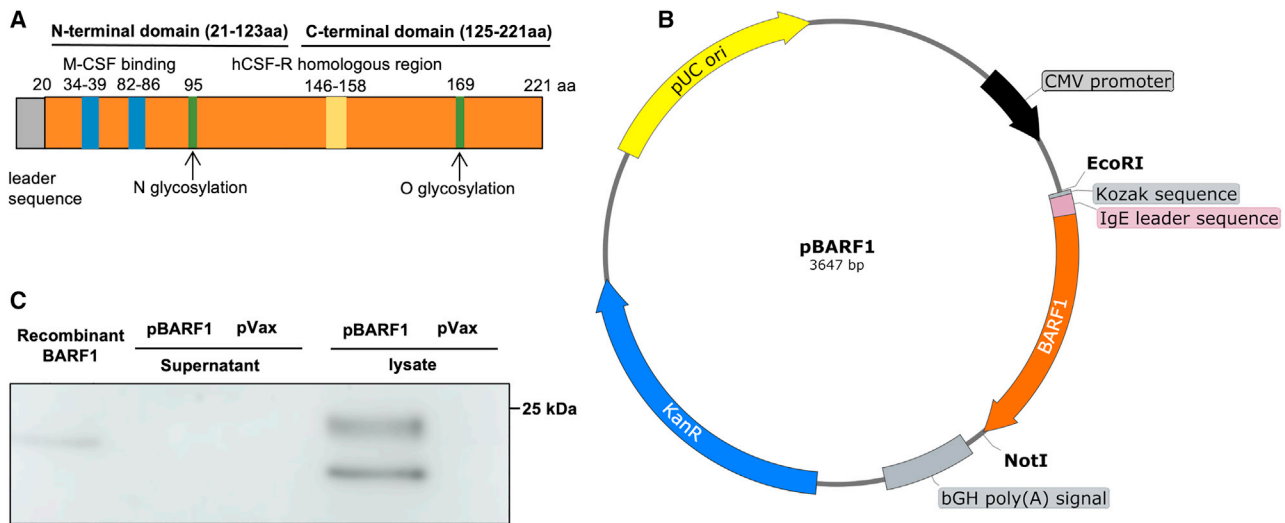 A
N-terminal domain (21-123aa) C-terminal domain (125-221aa)
M-CSF binding hCSF-R homologous region
20 34-39 82-86 95 146-158 169 221 aa
leader
sequence
N glycosylation O glycosylation
B
pUC ori
CMV promoter
EcoRI
Kozak sequence
IgE leader sequence
pBARF1
3647 bp
BARF1
KanR
NotI
bGH poly(A) signal
C
Recombinant
BARF1
pBARF1 pVax pBARF1 pVax
Supernatant lysate
25 kDa